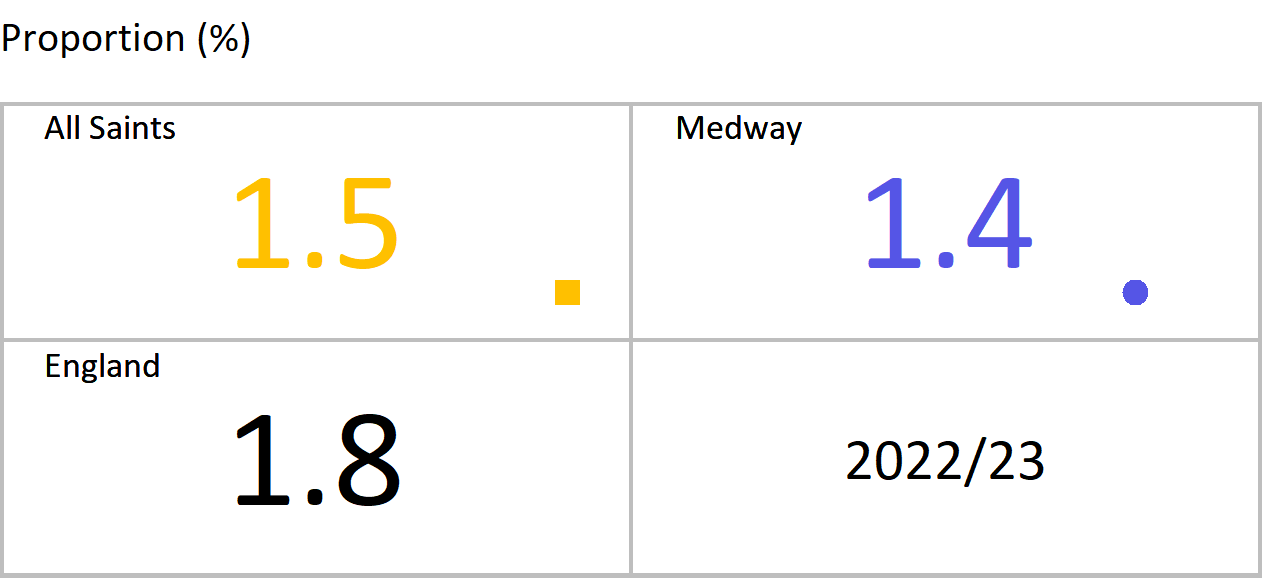 Proportion (%)
All Saints
1.5
Medway
1.4
England
1.8
2022/23